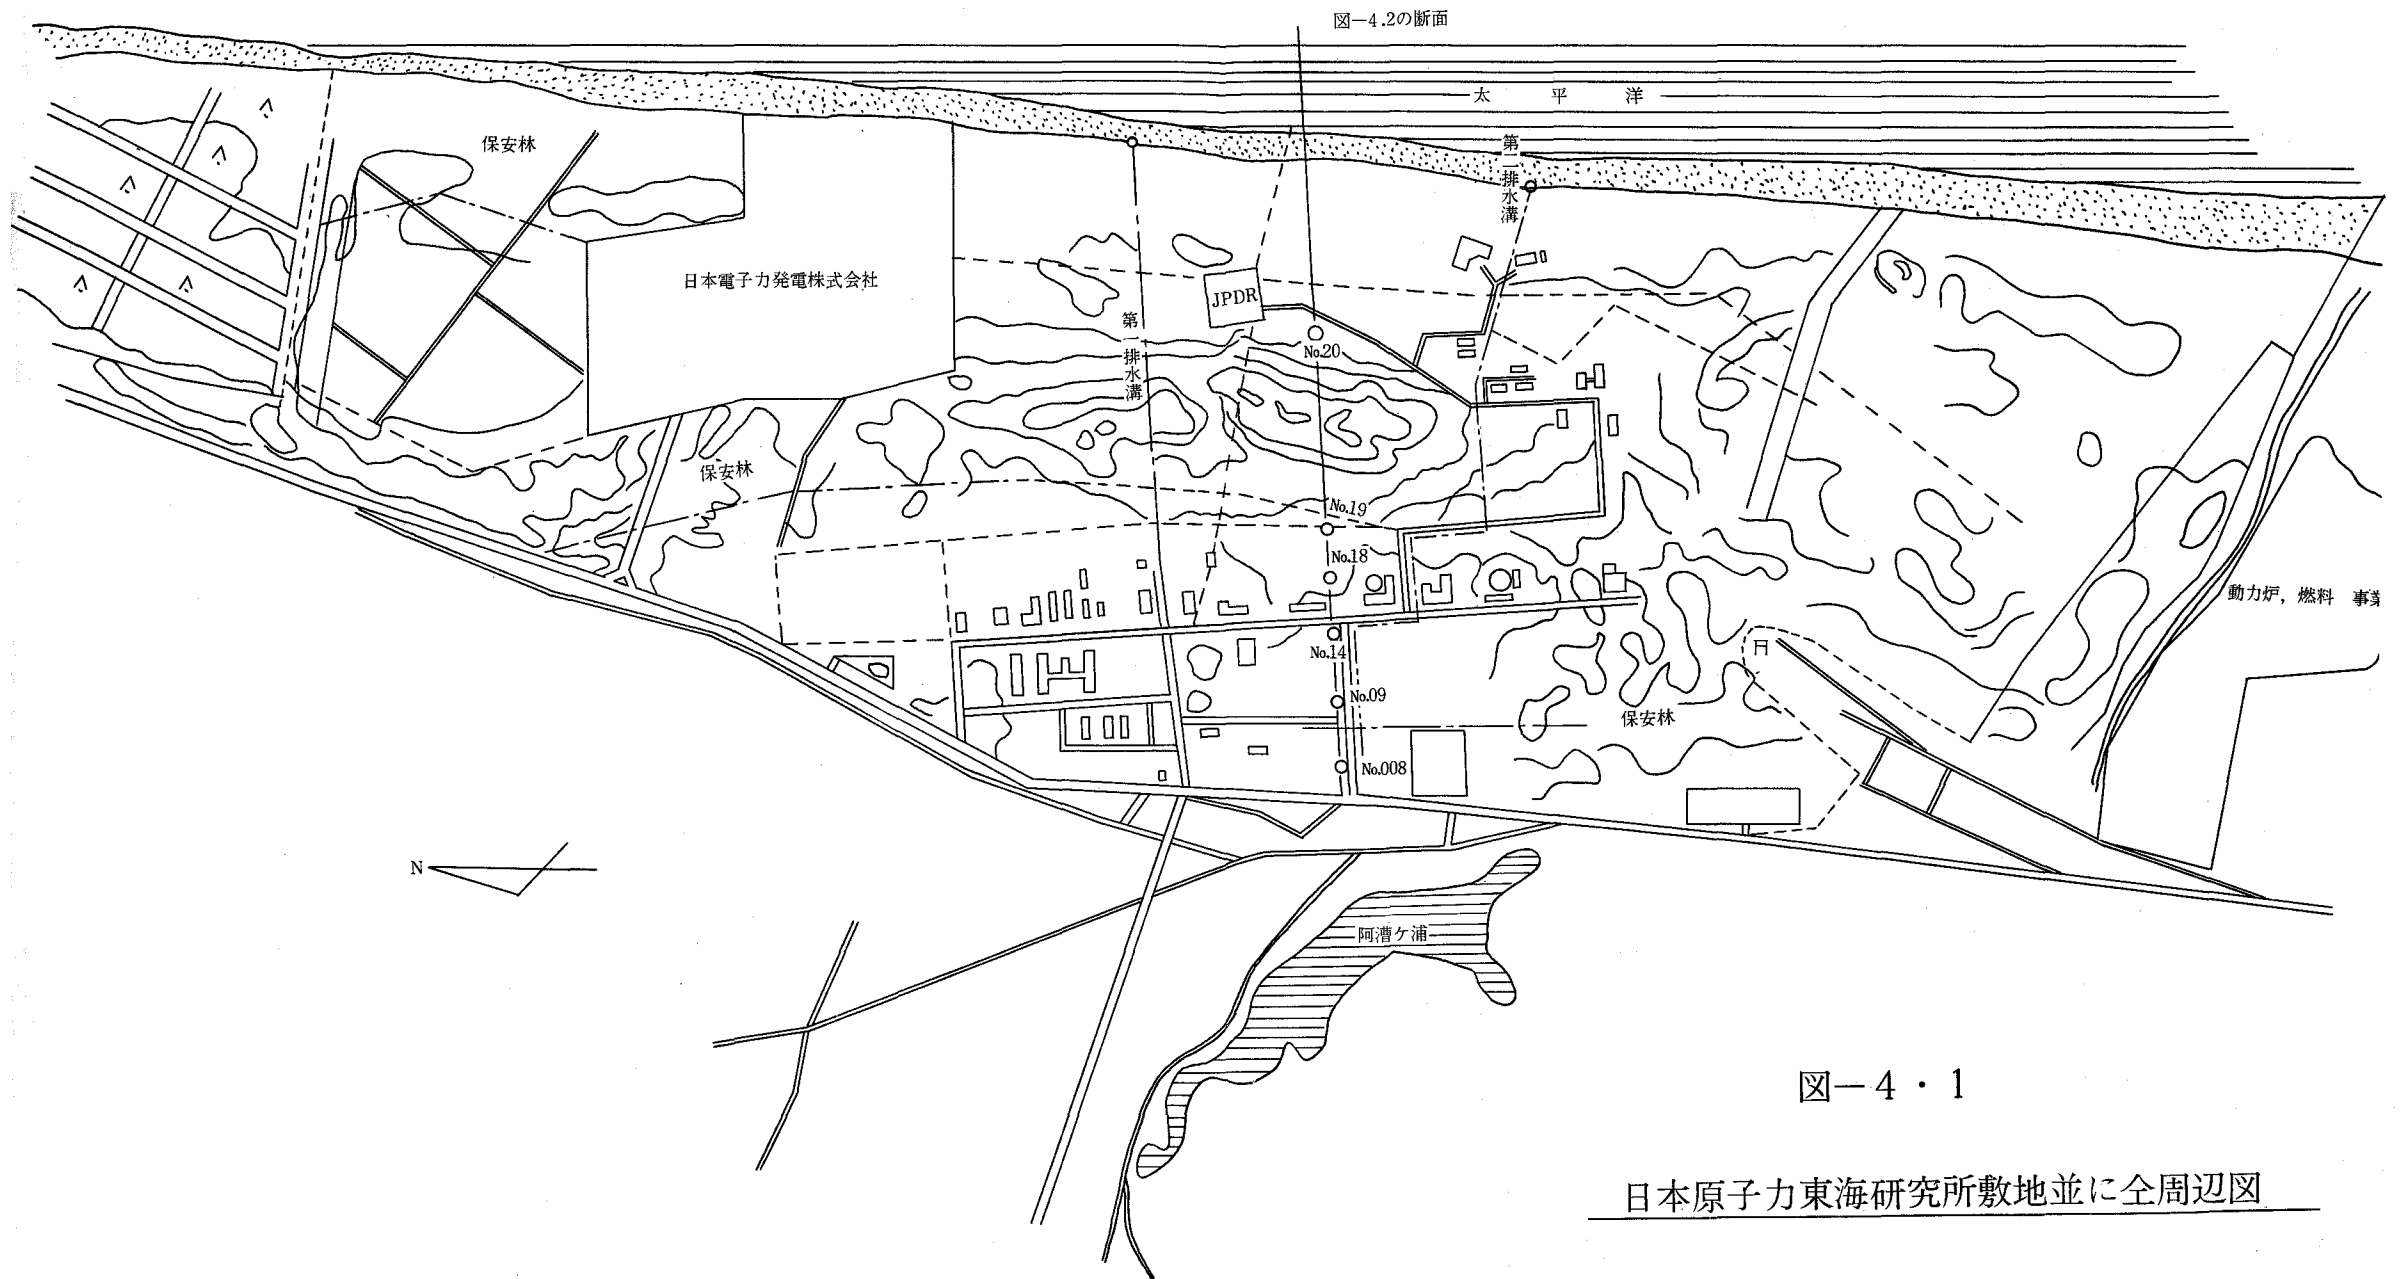 図—4.2の断面
太平洋
第二排水溝
保安林
日本電子力発電株式会社
JPDR
第一排水溝
No.20
保安林
No.19
No.18
動力炉，燃料 事業
No.14
No.09
保安林
No.008
N
阿漕ケ浦
図—4・1
日本原子力東海研究所敷地並に仝周辺図